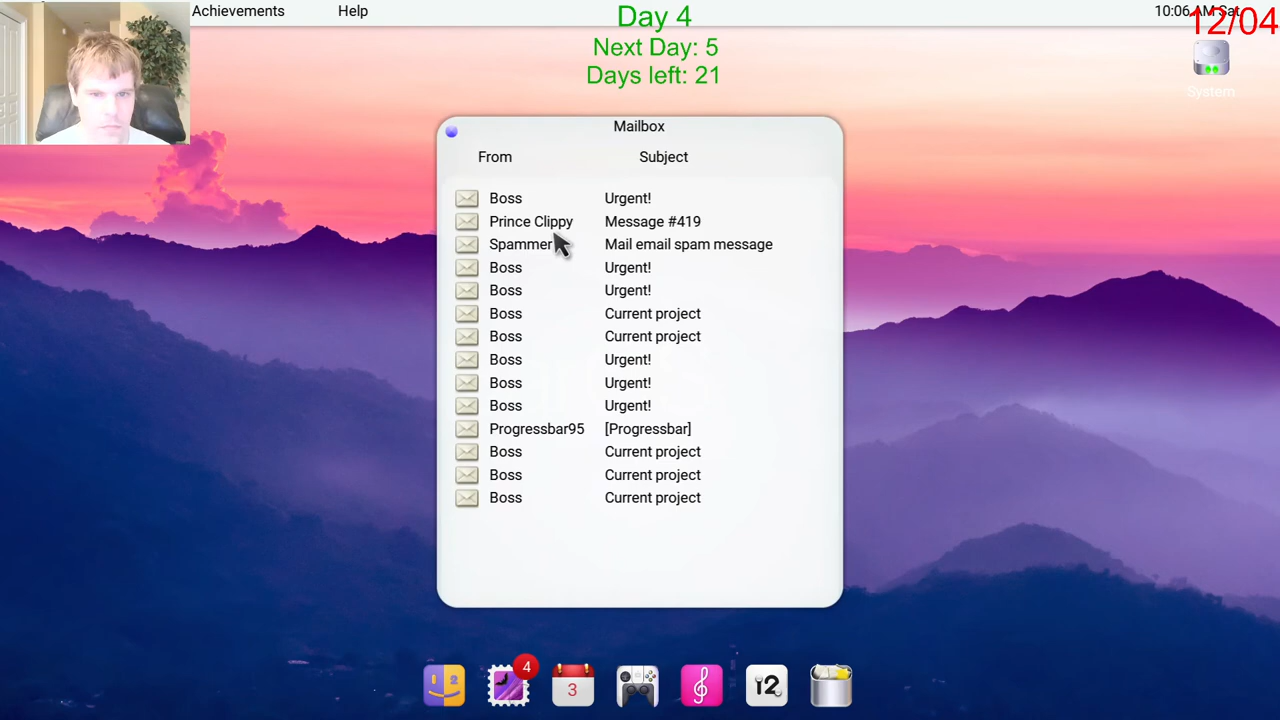 Achievements Help
Day 4
Next Day: 5
Days left: 21
10:06 AM Sat
12/04
System
Mailbox
From Subject
Boss Urgent!
Prince Clippy Message #419
Spammer Mail email spam message
Boss Urgent!
Boss Urgent!
Boss Current project
Boss Current project
Boss Urgent!
Boss Urgent!
Boss Urgent!
Progressbar95 [Progressbar]
Boss Current project
Boss Current project
Boss Current project
4
3
12
2